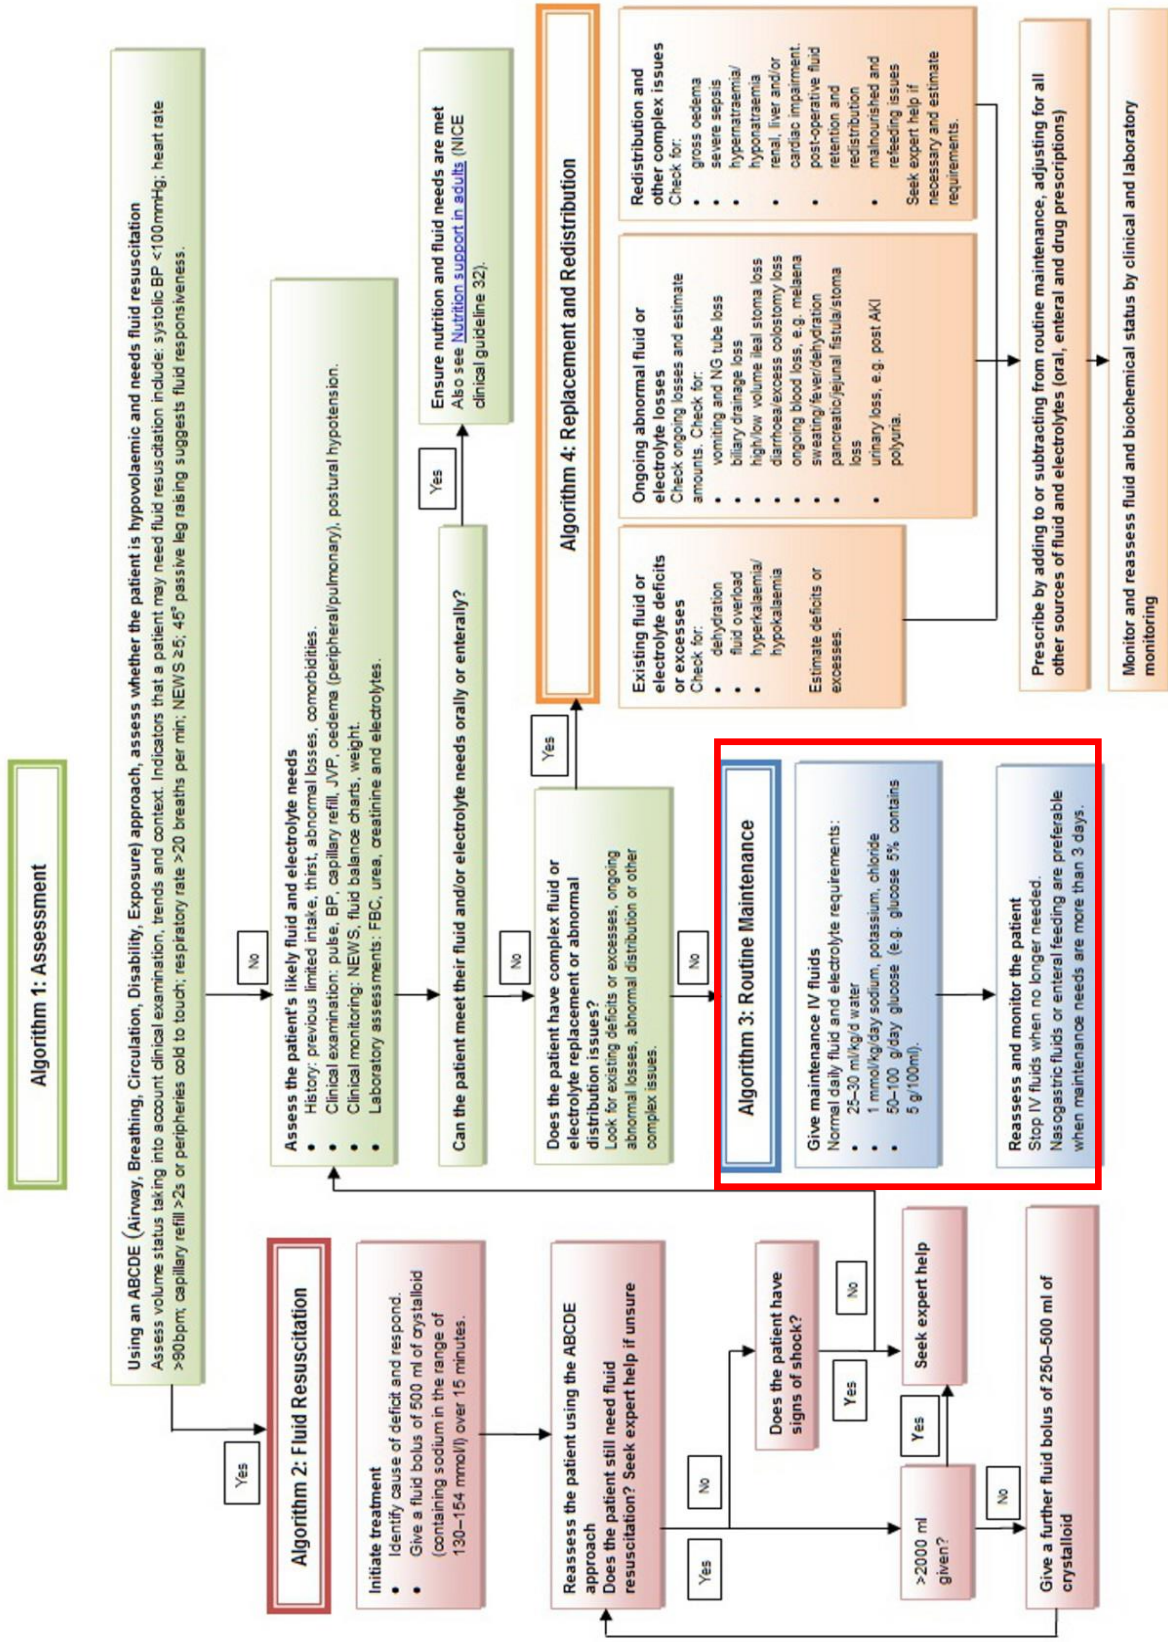 Algorithm 1: Assessment
Using an ABCDE (Airway, Breathing, Circulation, Disability, Exposure) approach, assess whether the patient is hypovolaemic and needs fluid resuscitation
Assess volume status taking into account clinical examination, trends and context. Indicators that a patient may need fluid resuscitation include: systolic BP <100mmHg; heart rate
>90bpm; capillary refill >2s or peripheries cold to touch; respiratory rate >20 breaths per min; NEWS ≥5; 45° passive leg raising suggests fluid responsiveness.
Yes
No
Algorithm 2: Fluid Resuscitation
Initiate treatment
• Identify cause of deficit and respond.
• Give a fluid bolus of 500 ml of crystalloid
(containing sodium in the range of
130–154 mmol/l) over 15 minutes.
Reassess the patient using the ABCDE
approach
Does the patient still need fluid
resuscitation? Seek expert help if unsure
Yes
No
Does the patient have
signs of shock?
Yes
No
>2000 ml
given?
Yes
No
Seek expert help
Give a further fluid bolus of 250–500 ml of
crystalloid
Assess the patient's likely fluid and electrolyte needs
• History: previous limited intake, thirst, abnormal losses, comorbidities.
• Clinical examination: pulse, BP, capillary refill, JVP, oedema (peripheral/pulmonary), postural hypotension.
• Clinical monitoring: NEWS, fluid balance charts, weight.
• Laboratory assessments: FBC, urea, creatinine and electrolytes.
Can the patient meet their fluid and/or electrolyte needs orally or enterally?
Yes
Ensure nutrition and fluid needs are met
Also see Nutrition support in adults (NICE
clinical guideline 32).
No
Does the patient have complex fluid or
electrolyte replacement or abnormal
distribution issues?
Look for existing deficits or excesses, ongoing
abnormal losses, abnormal distribution or other
complex issues.
Yes
No
Algorithm 3: Routine Maintenance
Give maintenance IV fluids
Normal daily fluid and electrolyte requirements:
• 25–30 ml/kg/d water
• 1 mmol/kg/day sodium, potassium, chloride
• 50–100 g/day glucose (e.g. glucose 5% contains
5 g/100ml).
Reassess and monitor the patient
Stop IV fluids when no longer needed.
Nasogastric fluids or enteral feeding are preferable
when maintenance needs are more than 3 days.
Algorithm 4: Replacement and Redistribution
Existing fluid or
electrolyte deficits
or excesses
Check for:
• dehydration
• fluid overload
• hyperkalaemia/
hypokalaemia
Estimate deficits or
excesses.
Ongoing abnormal fluid or
electrolyte losses
Check ongoing losses and estimate
amounts. Check for:
• vomiting and NG tube loss
• biliary drainage loss
• high/low volume ileal stoma loss
• diarrhoea/excess colostomy loss
• ongoing blood loss, e.g. melaena
• sweating/fever/dehydration
• pancreatic/jejunal fistula/stoma
loss
• urinary loss, e.g. post AKI
polyuria.
Redistribution and
other complex issues
Check for:
• gross oedema
• severe sepsis
• hypernatraemia/
hyponatraemia
• renal, liver and/or
cardiac impairment.
• post-operative fluid
retention and
redistribution
• malnourished and
refeeding issues
Seek expert help if
necessary and estimate
requirements.
Prescribe by adding to or subtracting from routine maintenance, adjusting for all
other sources of fluid and electrolytes (oral, enteral and drug prescriptions)
Monitor and reassess fluid and biochemical status by clinical and laboratory
monitoring